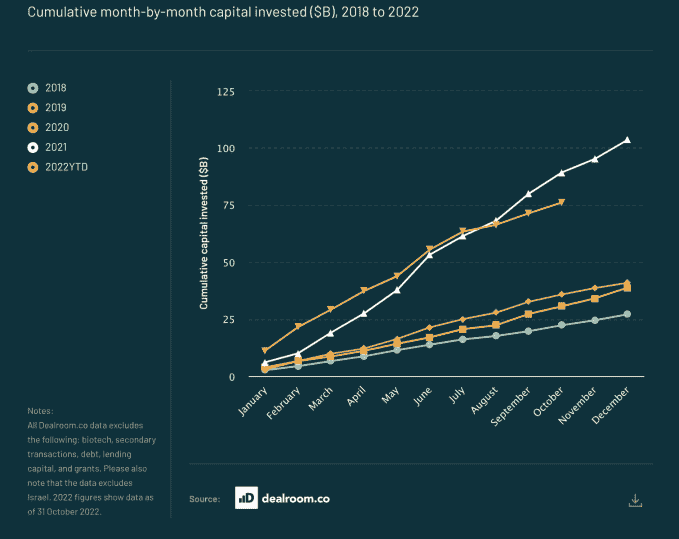 Cumulative month-by-month capital invested ($B), 2018 to 2022
2018
2019
2020
2021
2022YTD
Notes:
All Dealroom.co data excludes
the following: biotech, secondary
transactions, debt, lending
capital, and grants. Please also
note that the data excludes
Israel. 2022 figures show data as
of 31 October 2022.
Cumulative capital invested ($B)
125
100
75
50
25
0
January
February
March
April
May
June
July
August
September
October
November
December
Source:
dealroom.co